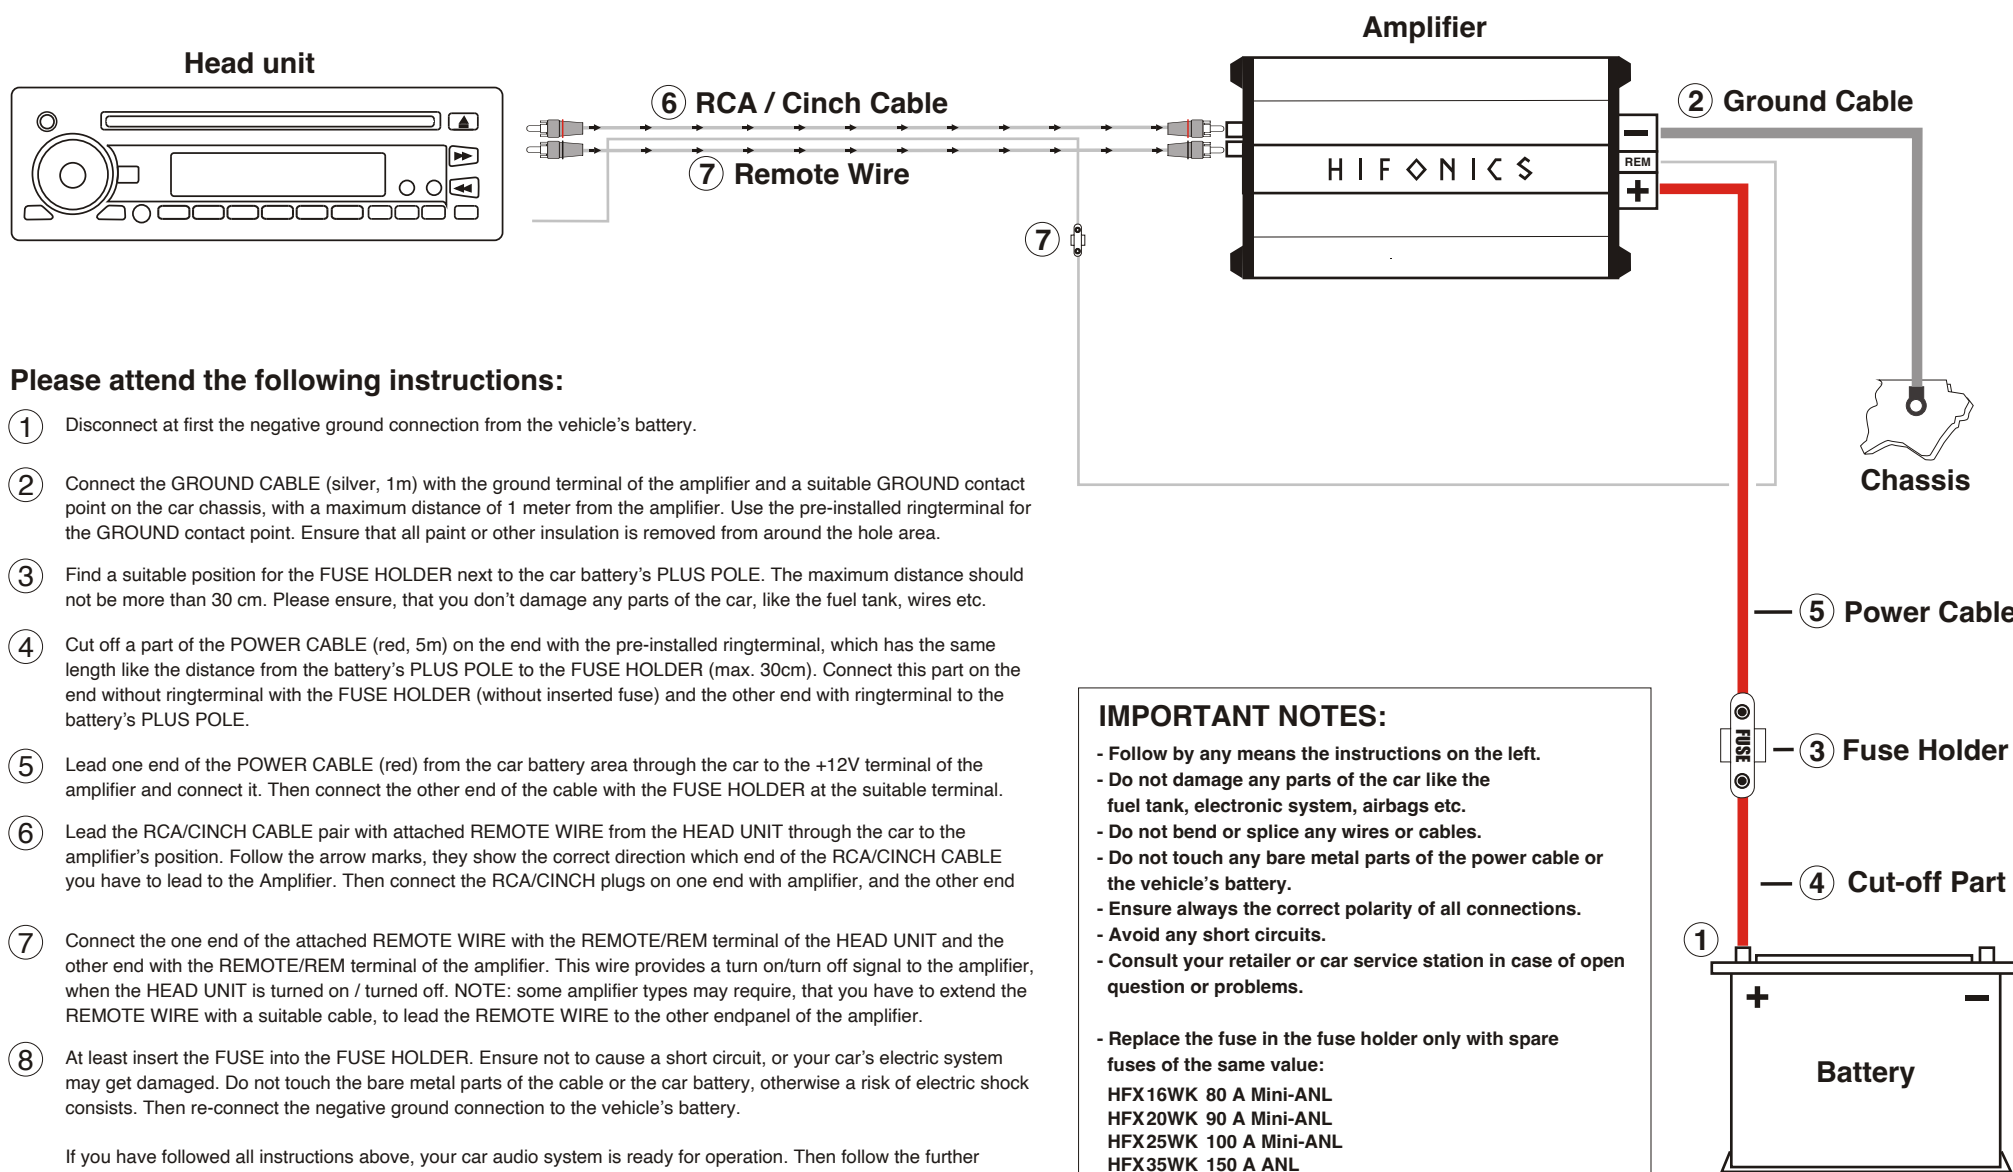 Amplifier
Head unit
6 RCA / Cinch Cable
7 Remote Wire
7
HIFONICS
−
REM
+
2 Ground Cable
Chassis
5 Power Cable
FUSE
3 Fuse Holder
4 Cut-off Part
1
+ −
Battery
Please attend the following instructions:
1 Disconnect at first the negative ground connection from the vehicle’s battery.
2 Connect the GROUND CABLE (silver, 1m) with the ground terminal of the amplifier and a suitable GROUND contact
point on the car chassis, with a maximum distance of 1 meter from the amplifier. Use the pre-installed ringterminal for
the GROUND contact point. Ensure that all paint or other insulation is removed from around the hole area.
3 Find a suitable position for the FUSE HOLDER next to the car battery’s PLUS POLE. The maximum distance should
not be more than 30 cm. Please ensure, that you don’t damage any parts of the car, like the fuel tank, wires etc.
4 Cut off a part of the POWER CABLE (red, 5m) on the end with the pre-installed ringterminal, which has the same
length like the distance from the battery’s PLUS POLE to the FUSE HOLDER (max. 30cm). Connect this part on the
end without ringterminal with the FUSE HOLDER (without inserted fuse) and the other end with ringterminal to the
battery’s PLUS POLE.
5 Lead one end of the POWER CABLE (red) from the car battery area through the car to the +12V terminal of the
amplifier and connect it. Then connect the other end of the cable with the FUSE HOLDER at the suitable terminal.
6 Lead the RCA/CINCH CABLE pair with attached REMOTE WIRE from the HEAD UNIT through the car to the
amplifier’s position. Follow the arrow marks, they show the correct direction which end of the RCA/CINCH CABLE
you have to lead to the Amplifier. Then connect the RCA/CINCH plugs on one end with amplifier, and the other end
7 Connect the one end of the attached REMOTE WIRE with the REMOTE/REM terminal of the HEAD UNIT and the
other end with the REMOTE/REM terminal of the amplifier. This wire provides a turn on/turn off signal to the amplifier,
when the HEAD UNIT is turned on / turned off. NOTE: some amplifier types may require, that you have to extend the
REMOTE WIRE with a suitable cable, to lead the REMOTE WIRE to the other endpanel of the amplifier.
8 At least insert the FUSE into the FUSE HOLDER. Ensure not to cause a short circuit, or your car’s electric system
may get damaged. Do not touch the bare metal parts of the cable or the car battery, otherwise a risk of electric shock
consists. Then re-connect the negative ground connection to the vehicle’s battery.
If you have followed all instructions above, your car audio system is ready for operation. Then follow the further
IMPORTANT NOTES:
- Follow by any means the instructions on the left.
- Do not damage any parts of the car like the
fuel tank, electronic system, airbags etc.
- Do not bend or splice any wires or cables.
- Do not touch any bare metal parts of the power cable or
the vehicle’s battery.
- Ensure always the correct polarity of all connections.
- Avoid any short circuits.
- Consult your retailer or car service station in case of open
question or problems.
- Replace the fuse in the fuse holder only with spare
fuses of the same value:
HFX16WK 80 A Mini-ANL
HFX20WK 90 A Mini-ANL
HFX25WK 100 A Mini-ANL
HFX35WK 150 A ANL